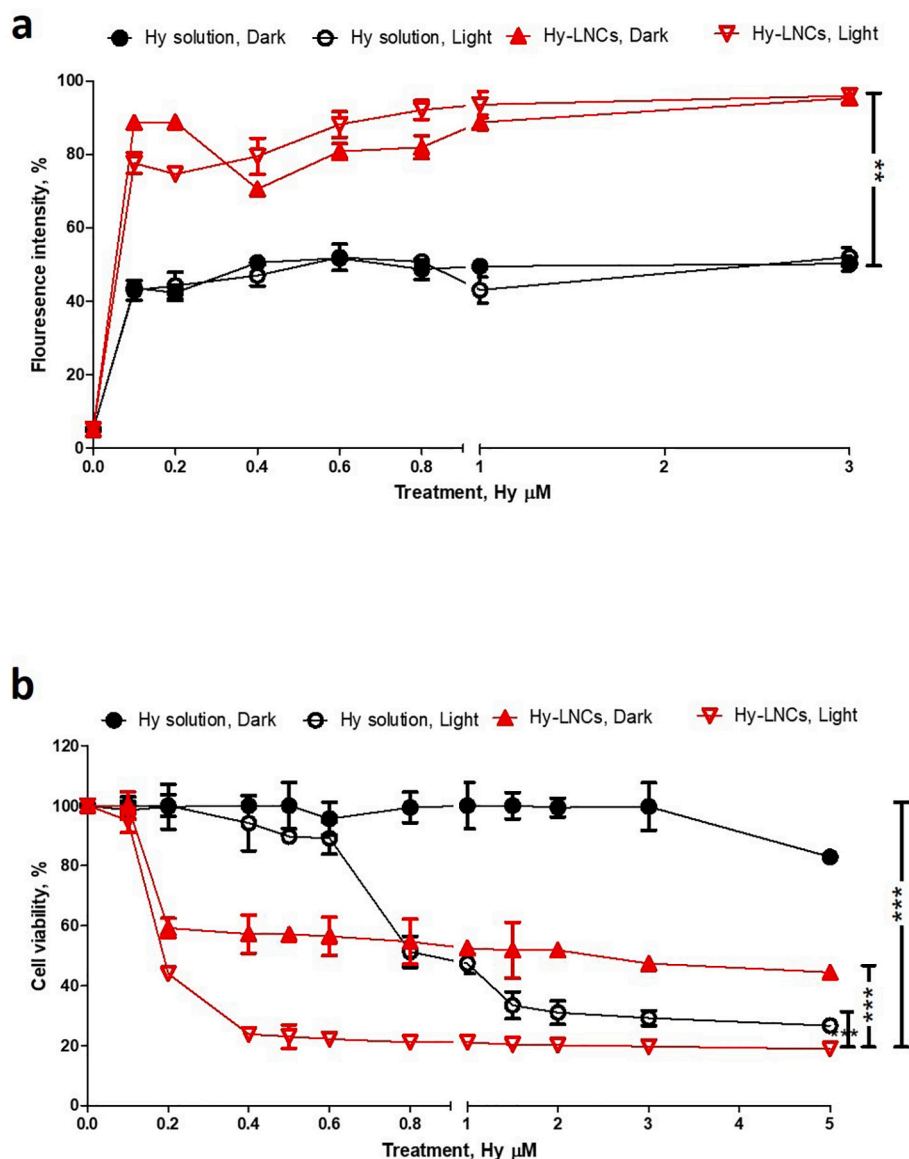 a
Hy solution, Dark Hy solution, Light Hy-LNCs, Dark Hy-LNCs, Light
100
80
60
40
20
0
Flouresence intensity, %
**
0.0 0.2 0.4 0.6 0.8 1 2 3
Treatment, Hy μM
b
Hy solution, Dark Hy solution, Light Hy-LNCs, Dark Hy-LNCs, Light
120
100
80
60
40
20
0
Cell viability, %
***
***
***
0.0 0.2 0.4 0.6 0.8 1 2 3 4 5
Treatment, Hy μM